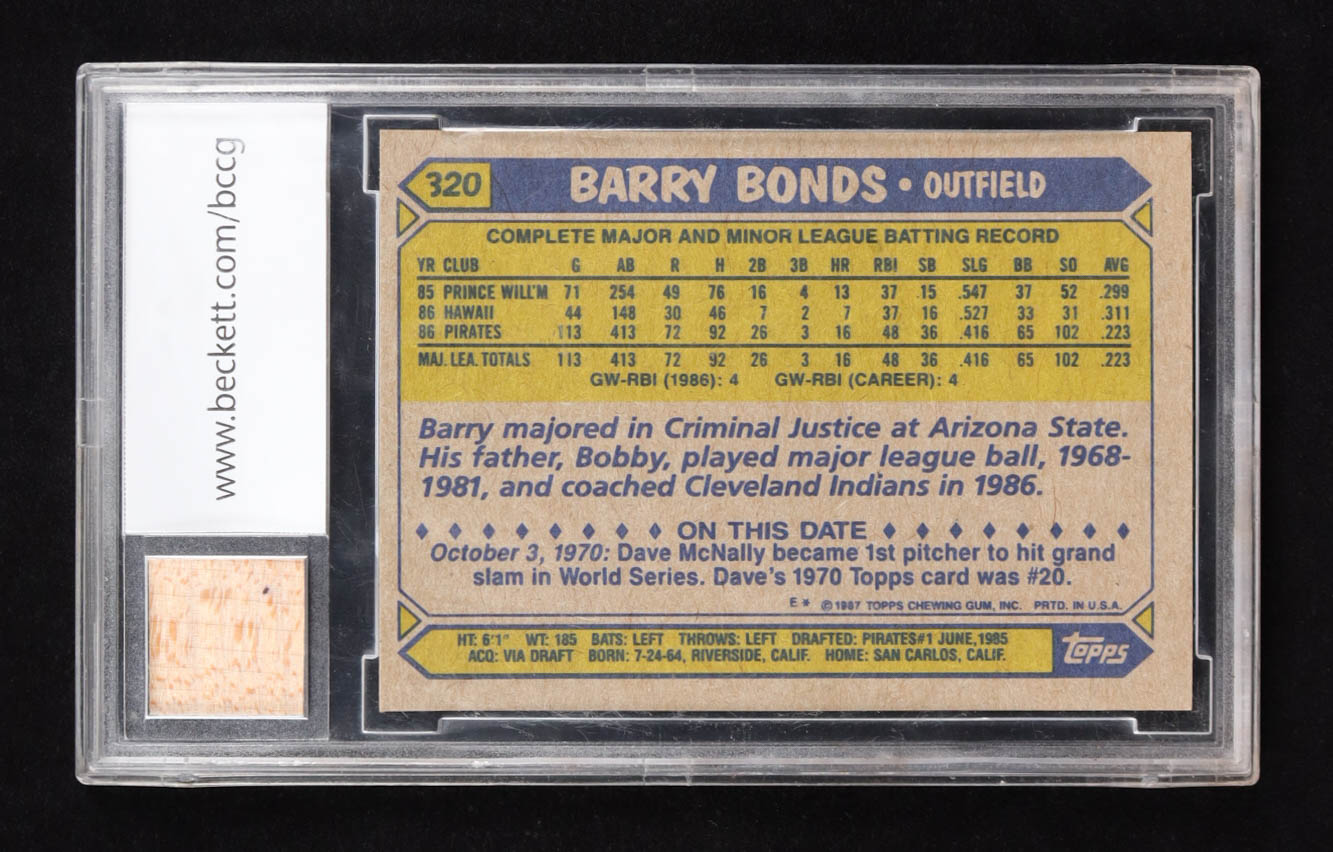 www.beckett.com/bccg
320
BARRY BONDS • OUTFIELD
COMPLETE MAJOR AND MINOR LEAGUE BATTING RECORD
YR CLUB G AB R H 2B 3B HR RBI SB SLG BB SO AVG
85 PRINCE WILL'M 71 254 49 76 16 4 13 37 15 .547 37 52 .299
86 HAWAII 44 148 30 46 7 2 7 37 16 .527 33 31 .311
86 PIRATES 113 413 72 92 26 3 16 48 36 .416 65 102 .223
MAJ. LEA. TOTALS 113 413 72 92 26 3 16 48 36 .416 65 102 .223
GW-RBI (1986): 4 GW-RBI (CAREER): 4
Barry majored in Criminal Justice at Arizona State.
His father, Bobby, played major league ball, 1968-
1981, and coached Cleveland Indians in 1986.
ON THIS DATE
October 3, 1970: Dave McNally became 1st pitcher to hit grand
slam in World Series. Dave's 1970 Topps card was #20.
E* ©1987 TOPPS CHEWING GUM, INC. PRTD. IN U.S.A.
HT: 6'1" WT: 185 BATS: LEFT THROWS: LEFT DRAFTED: PIRATES#1 JUNE,1985
ACQ: VIA DRAFT BORN: 7-24-64, RIVERSIDE, CALIF. HOME: SAN CARLOS, CALIF.
Topps